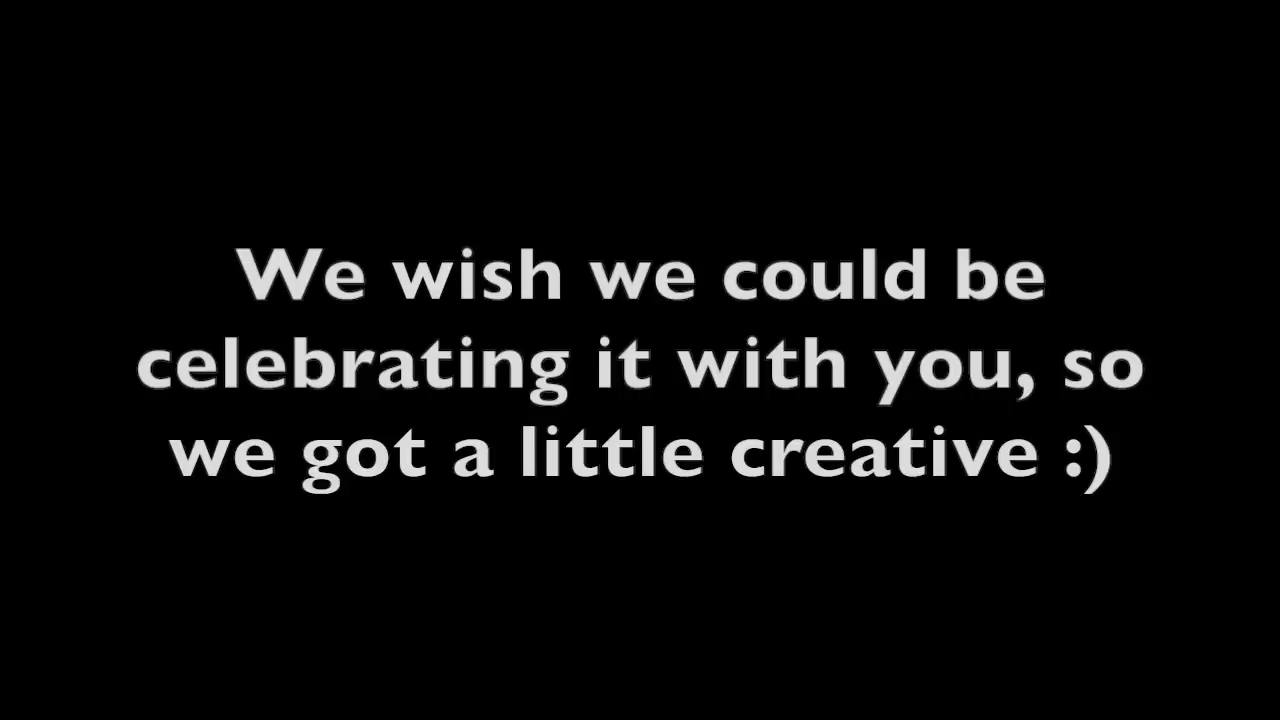 We wish we could be
celebrating it with you, so
we got a little creative :)